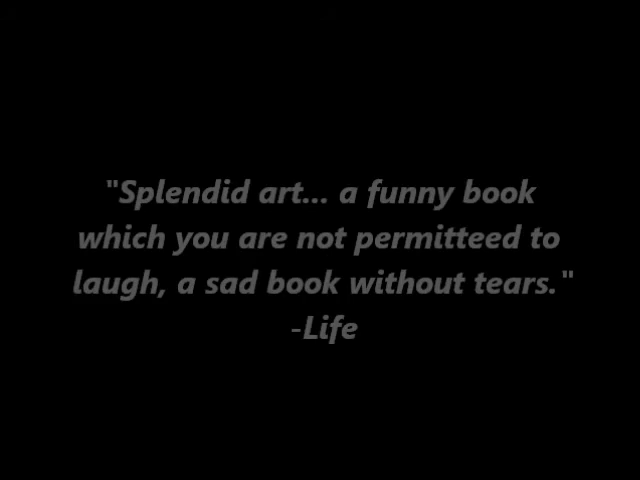 "Splendid art... a funny book
which you are not permitteed to
laugh, a sad book without tears."
-Life